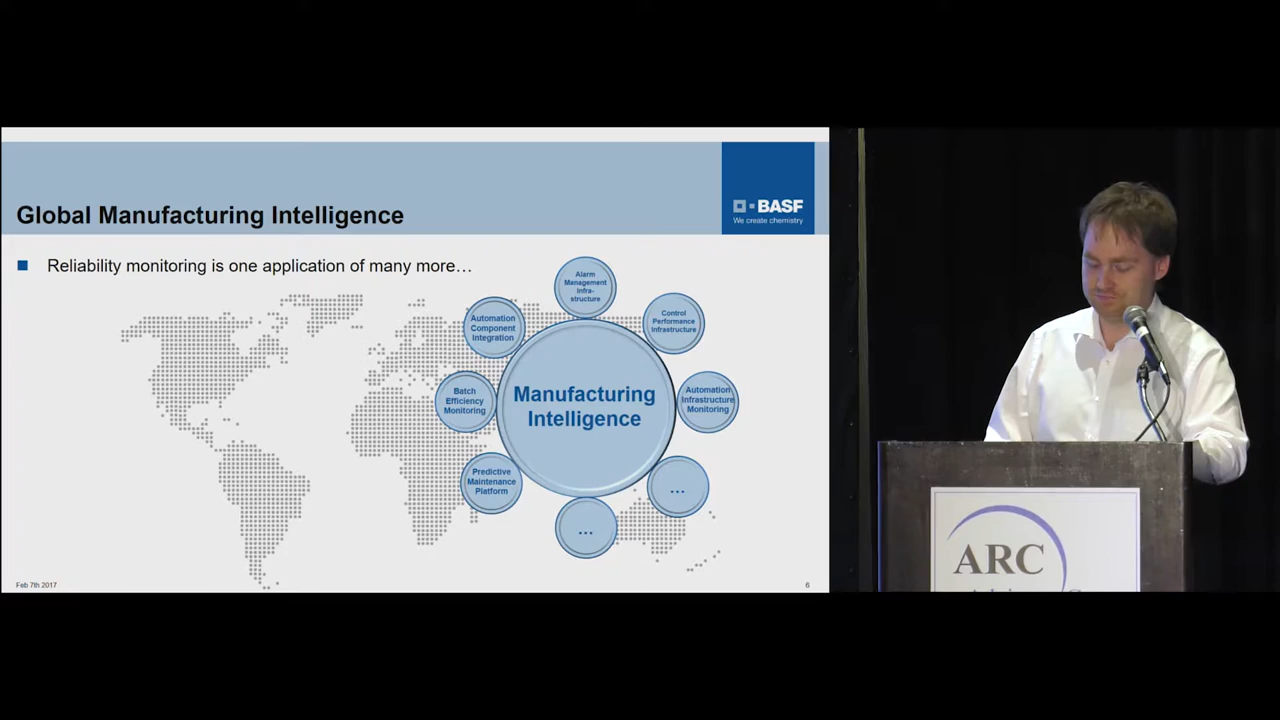 Global Manufacturing Intelligence
BASF
We create chemistry
Reliability monitoring is one application of many more…
Alarm
Management
Infra-
structure
Control
Performance
Infrastructure
Automation
Infrastructure
Monitoring
…
…
Predictive
Maintenance
Platform
Batch
Efficiency
Monitoring
Automation
Component
Integration
Manufacturing
Intelligence
Feb 7th 2017
6
ARC